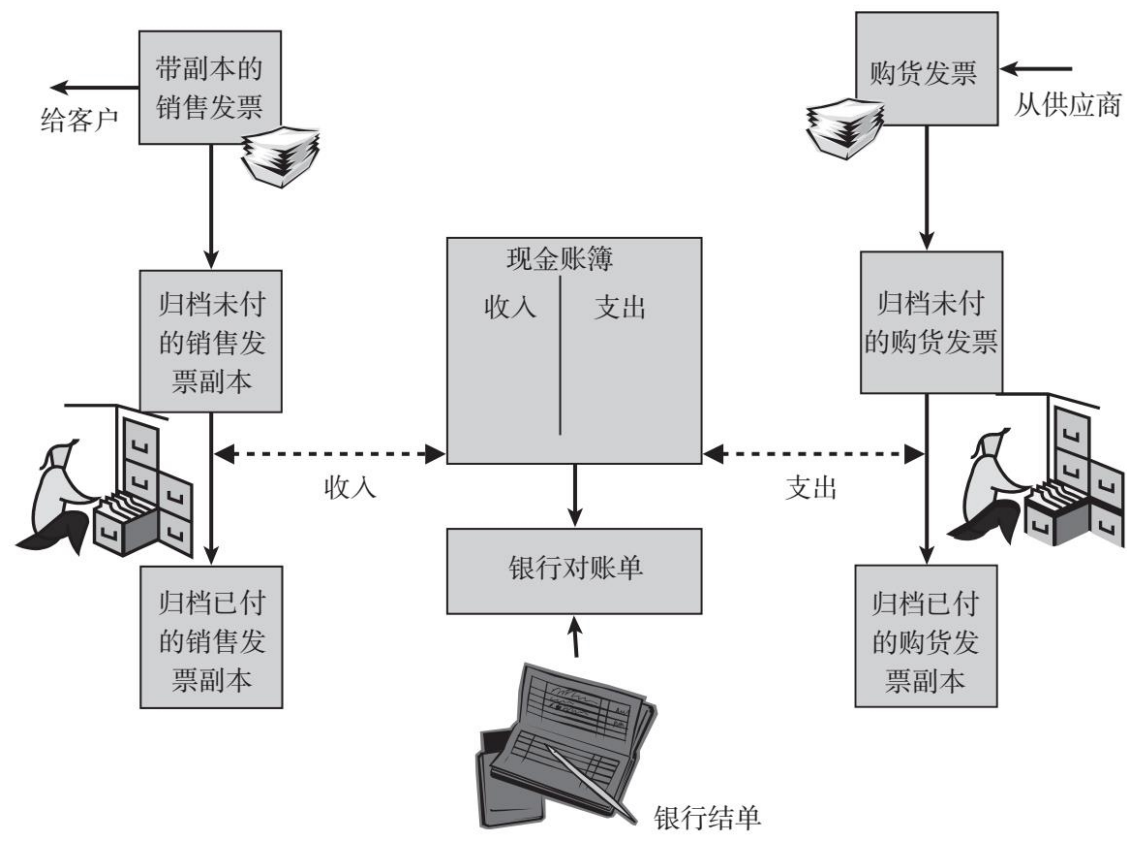 带副本的
销售发票
给客户
购货发票
从供应商
归档未付
的销售发
票副本
现金账簿
收入
支出
归档未付
的购货发票
收入
支出
银行对账单
归档已付
的销售发
票副本
归档已付
的购货发
票副本
银行结单